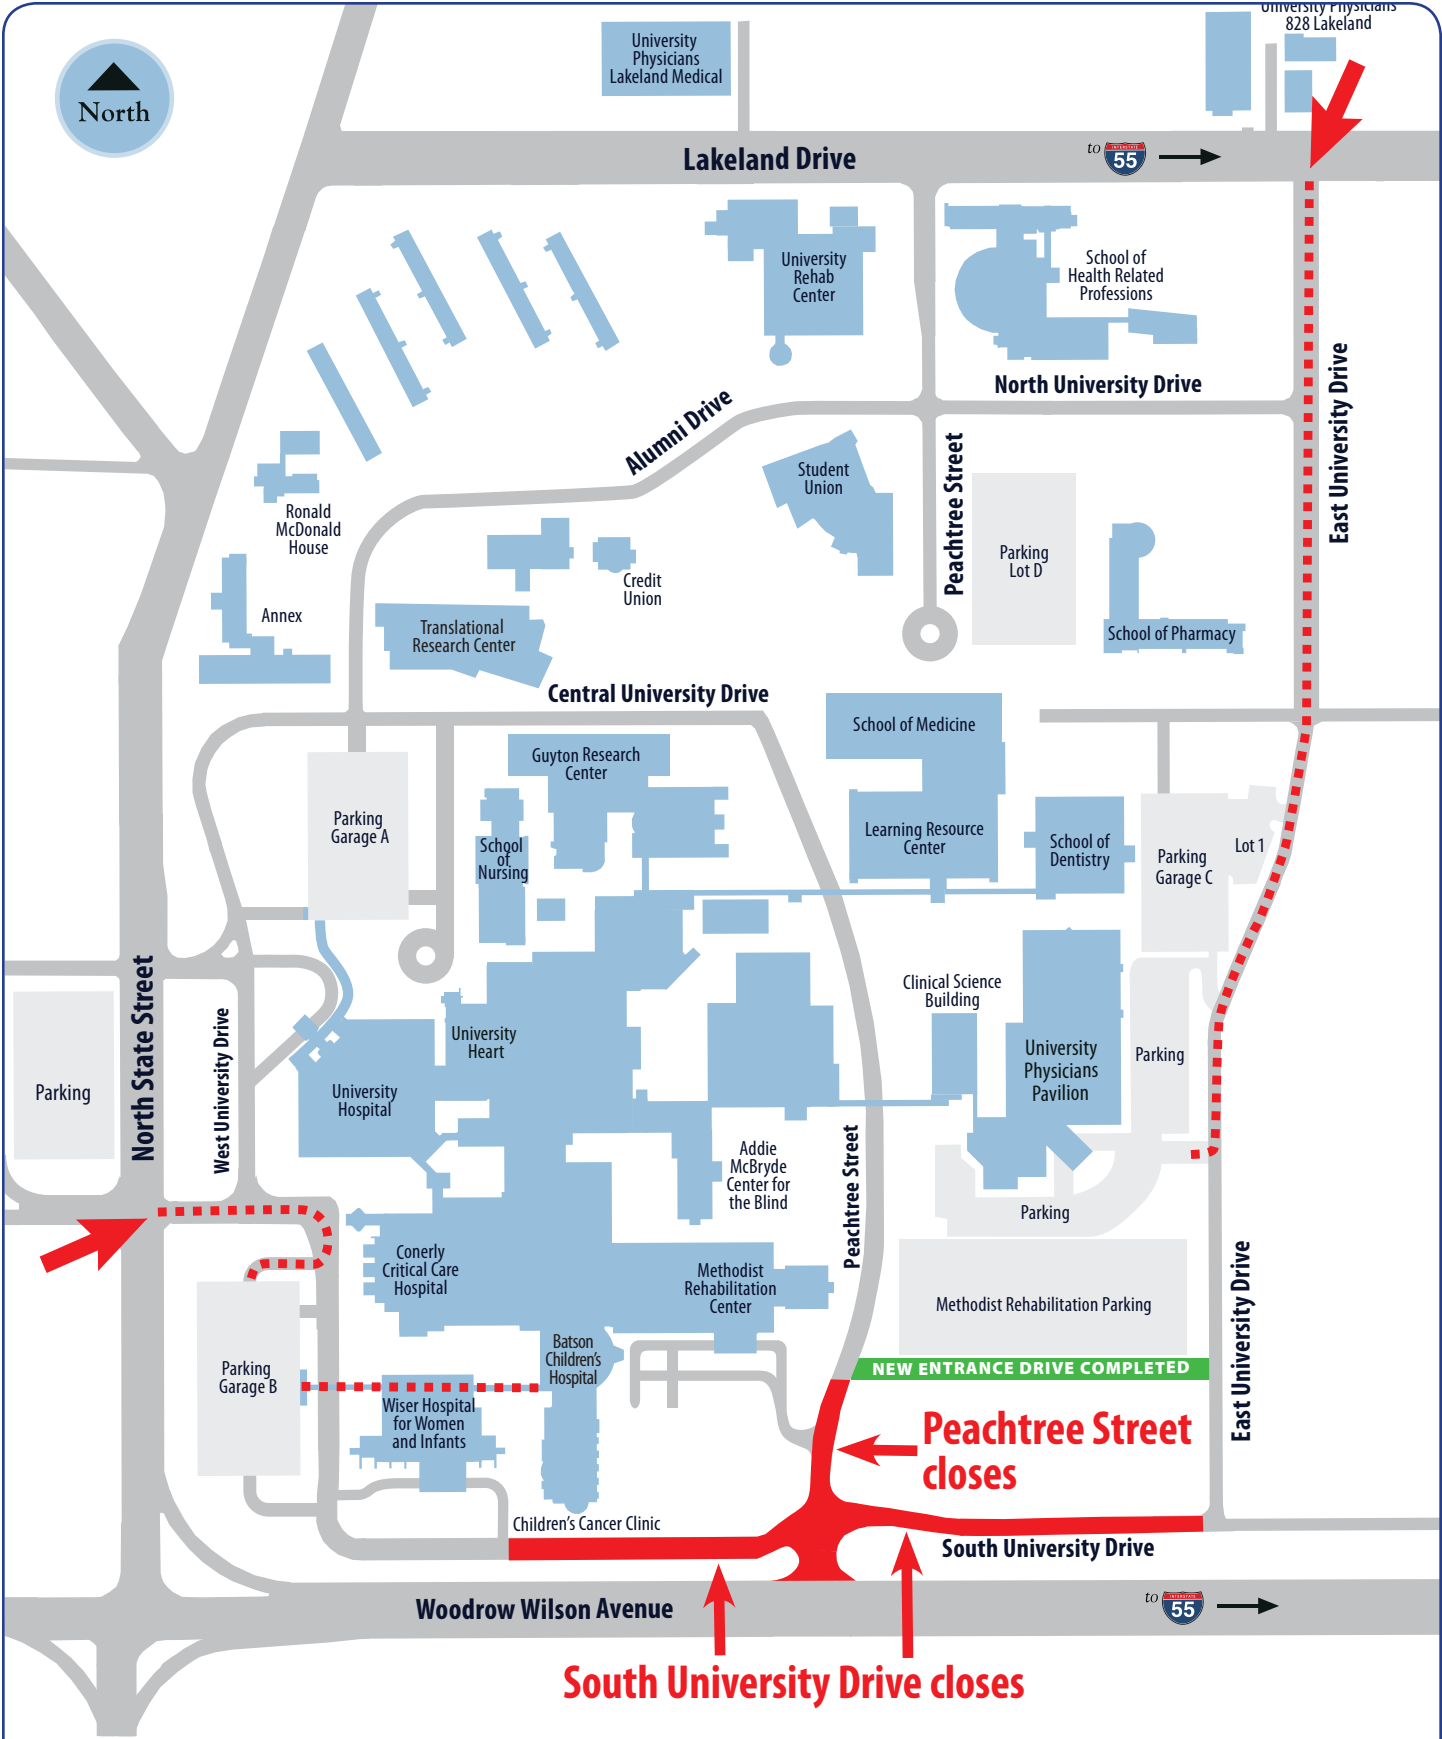 University Physicians
828 Lakeland
University
Physicians
Lakeland Medical
North
Lakeland Drive
to
INTERSTATE
55
University
Rehab
Center
School of
Health Related
Professions
North University Drive
East University Drive
Alumni Drive
Peachtree Street
Student
Union
Parking
Lot D
Ronald
McDonald
House
Credit
Union
Annex
Translational
Research Center
School of Pharmacy
Central University Drive
School of Medicine
Guyton Research
Center
Parking
Garage A
School
of
Nursing
Learning Resource
Center
School of
Dentistry
Parking
Garage C
Lot 1
North State Street
West University Drive
Clinical Science
Building
University
Heart
University
Physicians
Pavilion
Parking
Parking
University
Hospital
Addie
McBryde
Center for
the Blind
Peachtree Street
Parking
Conerly
Critical Care
Hospital
Methodist
Rehabilitation
Center
Methodist Rehabilitation Parking
East University Drive
Batson
Children's
Hospital
Parking
Garage B
NEW ENTRANCE DRIVE COMPLETED
Wiser Hospital
for Women
and Infants
Peachtree Street
closes
Children's Cancer Clinic
South University Drive
Woodrow Wilson Avenue
to
INTERSTATE
55
South University Drive closes